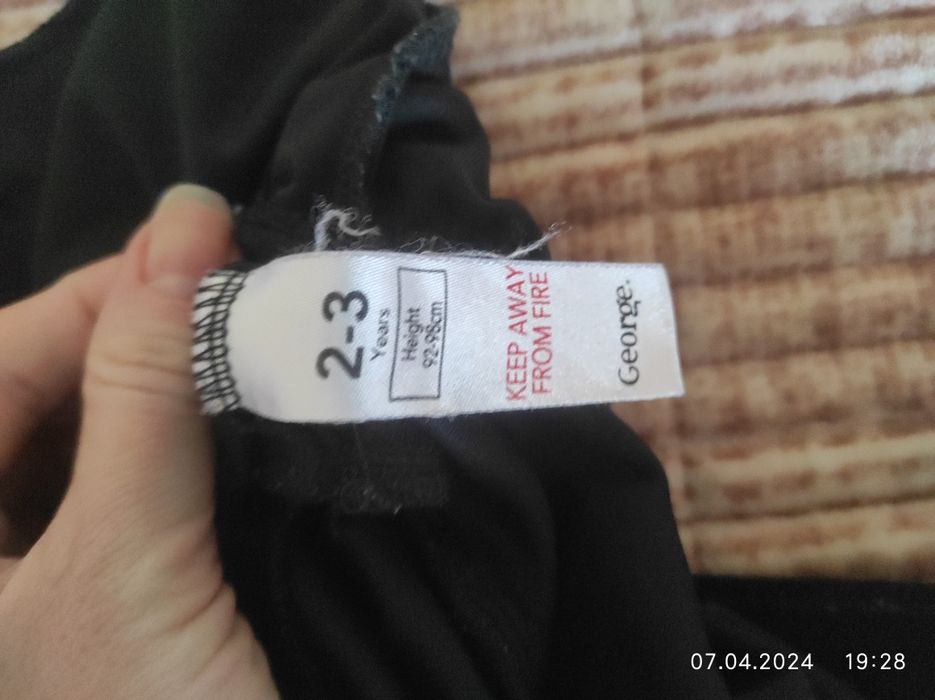 2-3
Years
Height
92-98cm
KEEP AWAY
FROM FIRE
George.
07.04.2024 19:28